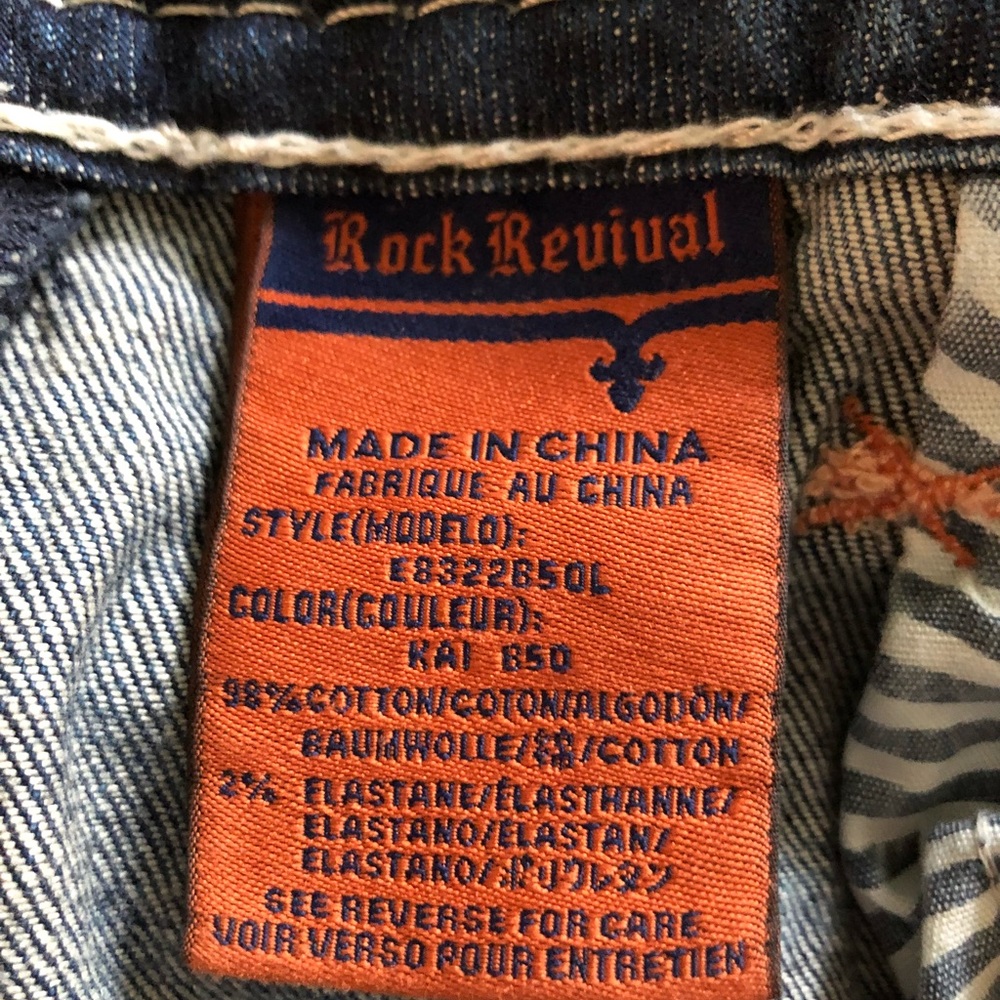 Rock Revival
MADE IN CHINA
FABRIQUE AU CHINA
STYLE(MODELO):
E8322B50L
COLOR(COULEUR):
KAI B50
98% COTTON/COTON/ALGODÓN/
BAUMWOLLE/綿/COTTON
2% ELASTANE/ÉLASTHANNE/
ELASTANO/ELASTAN/
ELASTANO/ポリウレタン
SEE REVERSE FOR CARE
VOIR VERSO POUR ENTRETIEN